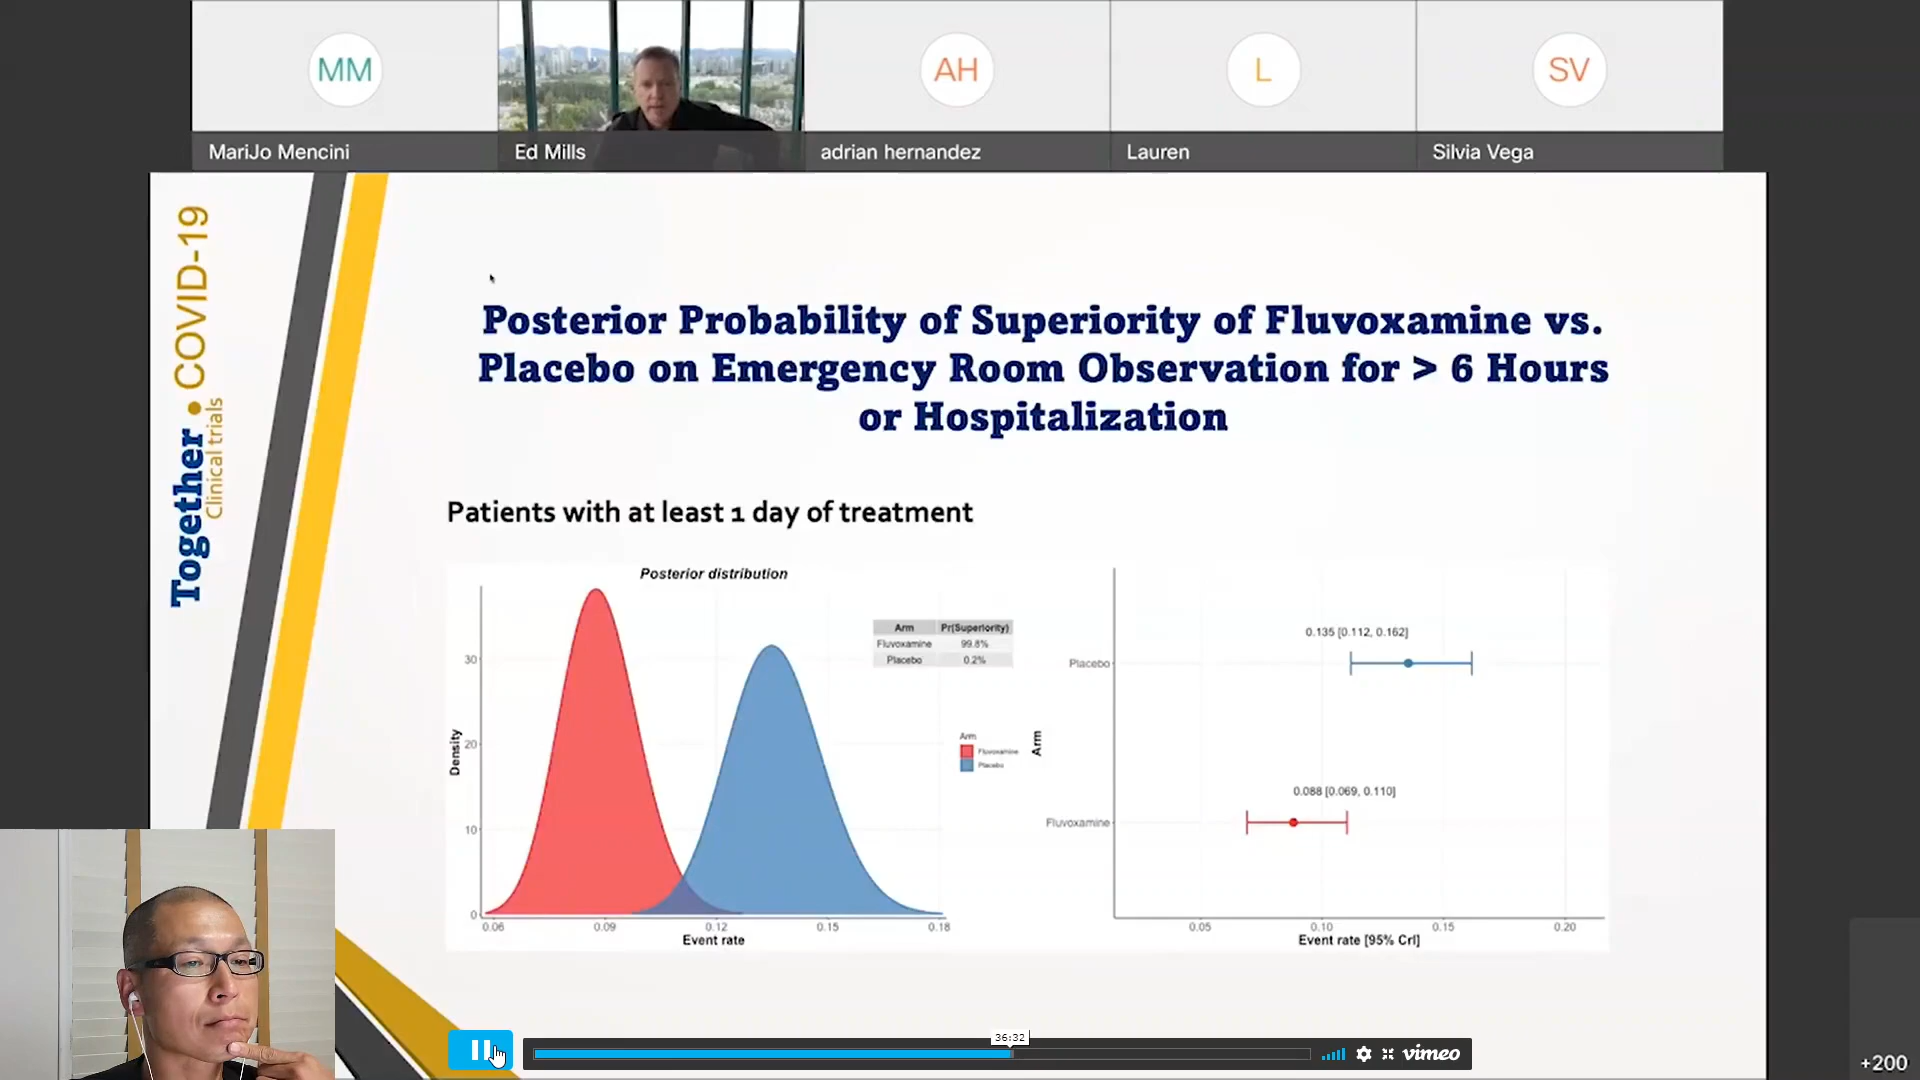 MM
AH
L
SV
MariJo Mencini
Ed Mills
adrian hernandez
Lauren
Silvia Vega
Together • COVID-19
Clinical trials
Posterior Probability of Superiority of Fluvoxamine vs.
Placebo on Emergency Room Observation for > 6 Hours
or Hospitalization
Patients with at least 1 day of treatment
Posterior distribution
Arm Pr(Superiority)
Fluvoxamine 99.8%
Placebo 0.2%
30
20
10
0
Density
0.06 0.09 0.12 0.15 0.18
Event rate
Arm
Fluvoxamine
Placebo
Arm
0.135 [0.112, 0.162]
Placebo
0.088 [0.069, 0.110]
Fluvoxamine
0.05 0.10 0.15 0.20
Event rate [95% CrI]
36:32
vimeo
+200